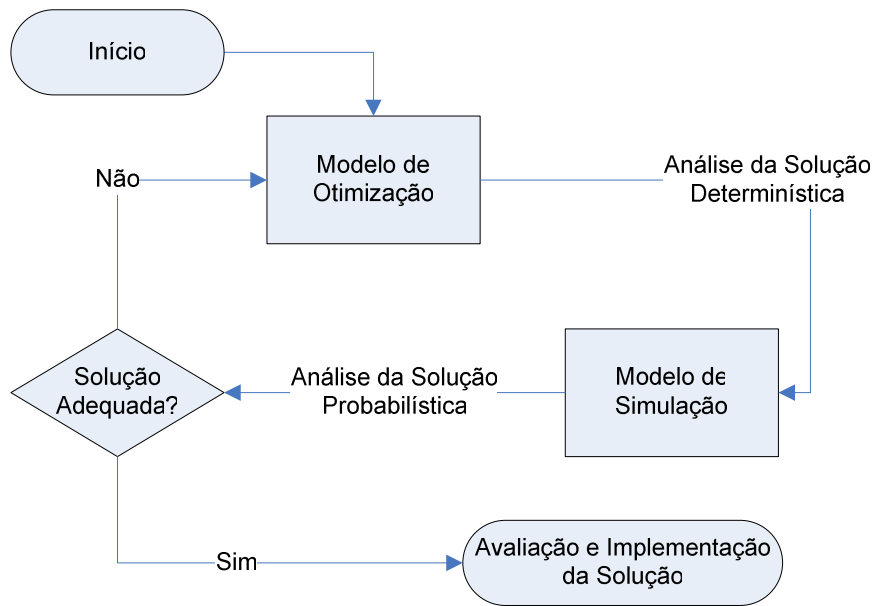 Início
Modelo de
Otimização
Análise da Solução
Determinística
Não
Solução
Adequada?
Análise da Solução
Probabilística
Modelo de
Simulação
Sim
Avaliação e Implementação
da Solução